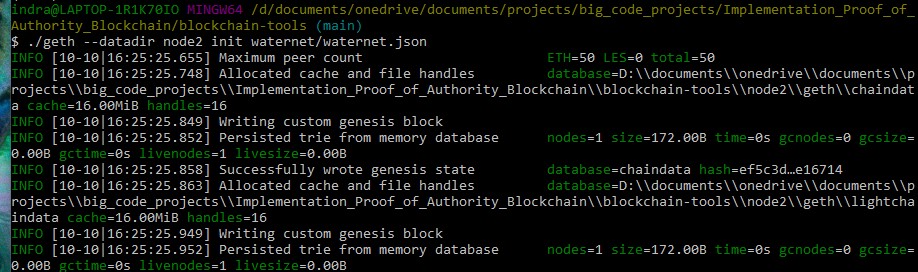 indra@LAPTOP-1R1K70IO MINGW64 /d/documents/onedrive/documents/projects/big_code_projects/Implementation_Proof_of_
Authority_Blockchain/blockchain-tools (main)
$ ./geth --datadir node2 init waternet/waternet.json
INFO [10-10|16:25:25.655] Maximum peer count                       ETH=50 LES=0 total=50
INFO [10-10|16:25:25.748] Allocated cache and file handles         database=D:\\documents\\onedrive\\documents\\p
rojects\\big_code_projects\\Implementation_Proof_of_Authority_Blockchain\\blockchain-tools\\node2\\geth\\chaindat
a cache=16.00MiB handles=16
INFO [10-10|16:25:25.849] Writing custom genesis block
INFO [10-10|16:25:25.852] Persisted trie from memory database      nodes=1 size=172.00B time=0s gcnodes=0 gcsize=
0.00B gctime=0s livenodes=1 livesize=0.00B
INFO [10-10|16:25:25.858] Successfully wrote genesis state         database=chaindata hash=ef5c3d…e16714
INFO [10-10|16:25:25.863] Allocated cache and file handles         database=D:\\documents\\onedrive\\documents\\p
rojects\\big_code_projects\\Implementation_Proof_of_Authority_Blockchain\\blockchain-tools\\node2\\geth\\lightcha
indata cache=16.00MiB handles=16
INFO [10-10|16:25:25.949] Writing custom genesis block
INFO [10-10|16:25:25.952] Persisted trie from memory database      nodes=1 size=172.00B time=0s gcnodes=0 gcsize=
0.00B gctime=0s livenodes=1 livesize=0.00B